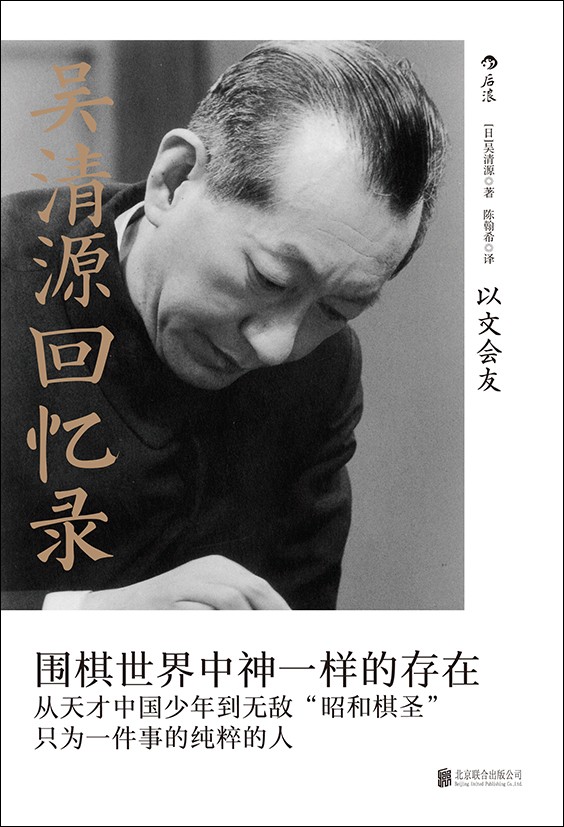 吴清源回忆录
后浪
[日]吴清源◎著 陈翰希◎译
以文会友
围棋世界中神一样的存在
从天才中国少年到无敌“昭和棋圣”
只为一件事的纯粹的人
北京联合出版公司
Beijing United Publishing Co.,Ltd.